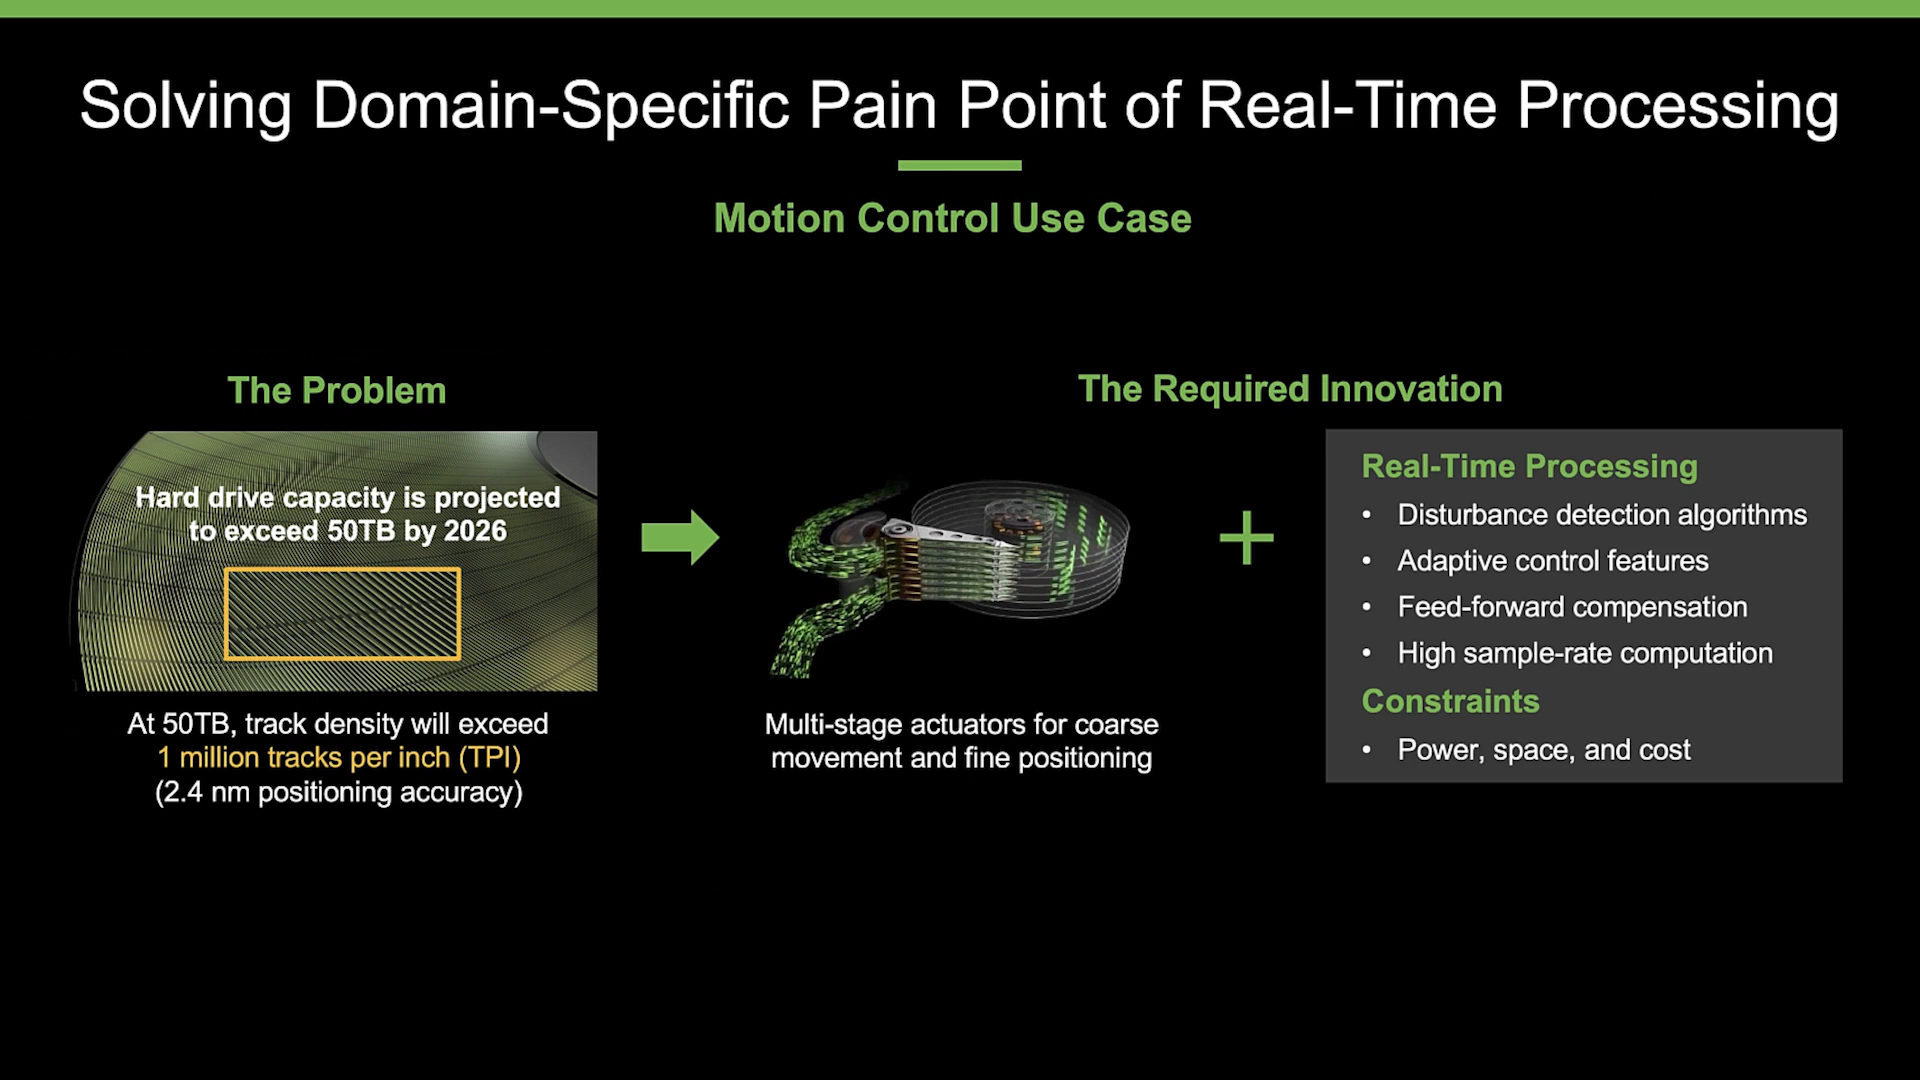 Solving Domain-Specific Pain Point of Real-Time Processing
Motion Control Use Case
The Problem
Hard drive capacity is projected
to exceed 50TB by 2026
At 50TB, track density will exceed
1 million tracks per inch (TPI)
(2.4 nm positioning accuracy)
The Required Innovation
Multi-stage actuators for coarse
movement and fine positioning
+
Real-Time Processing
• Disturbance detection algorithms
• Adaptive control features
• Feed-forward compensation
• High sample-rate computation
Constraints
• Power, space, and cost